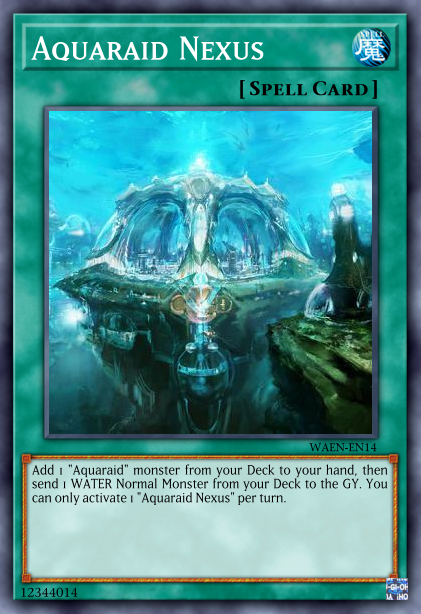 Aquaraid Nexus
魔
[Spell Card]
WAEN-EN14
Add 1 "Aquaraid" monster from your Deck to your hand, then
send 1 WATER Normal Monster from your Deck to the GY. You
can only activate 1 "Aquaraid Nexus" per turn.
12344014